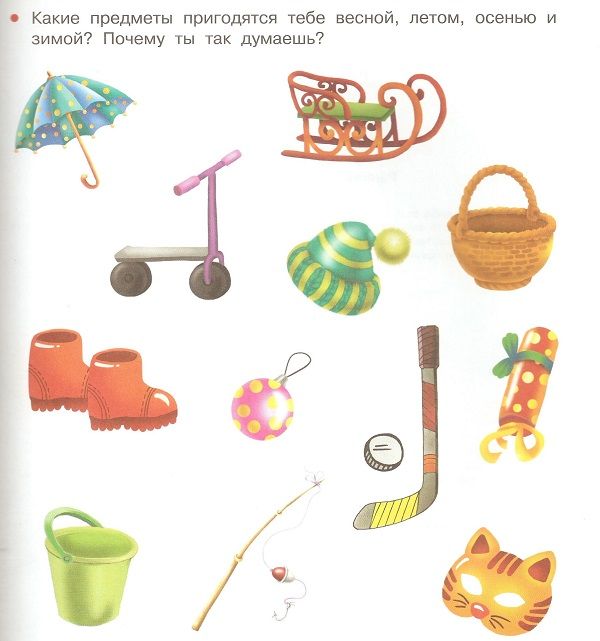 Какие предметы пригодятся тебе весной, летом, осенью и
зимой? Почему ты так думаешь?